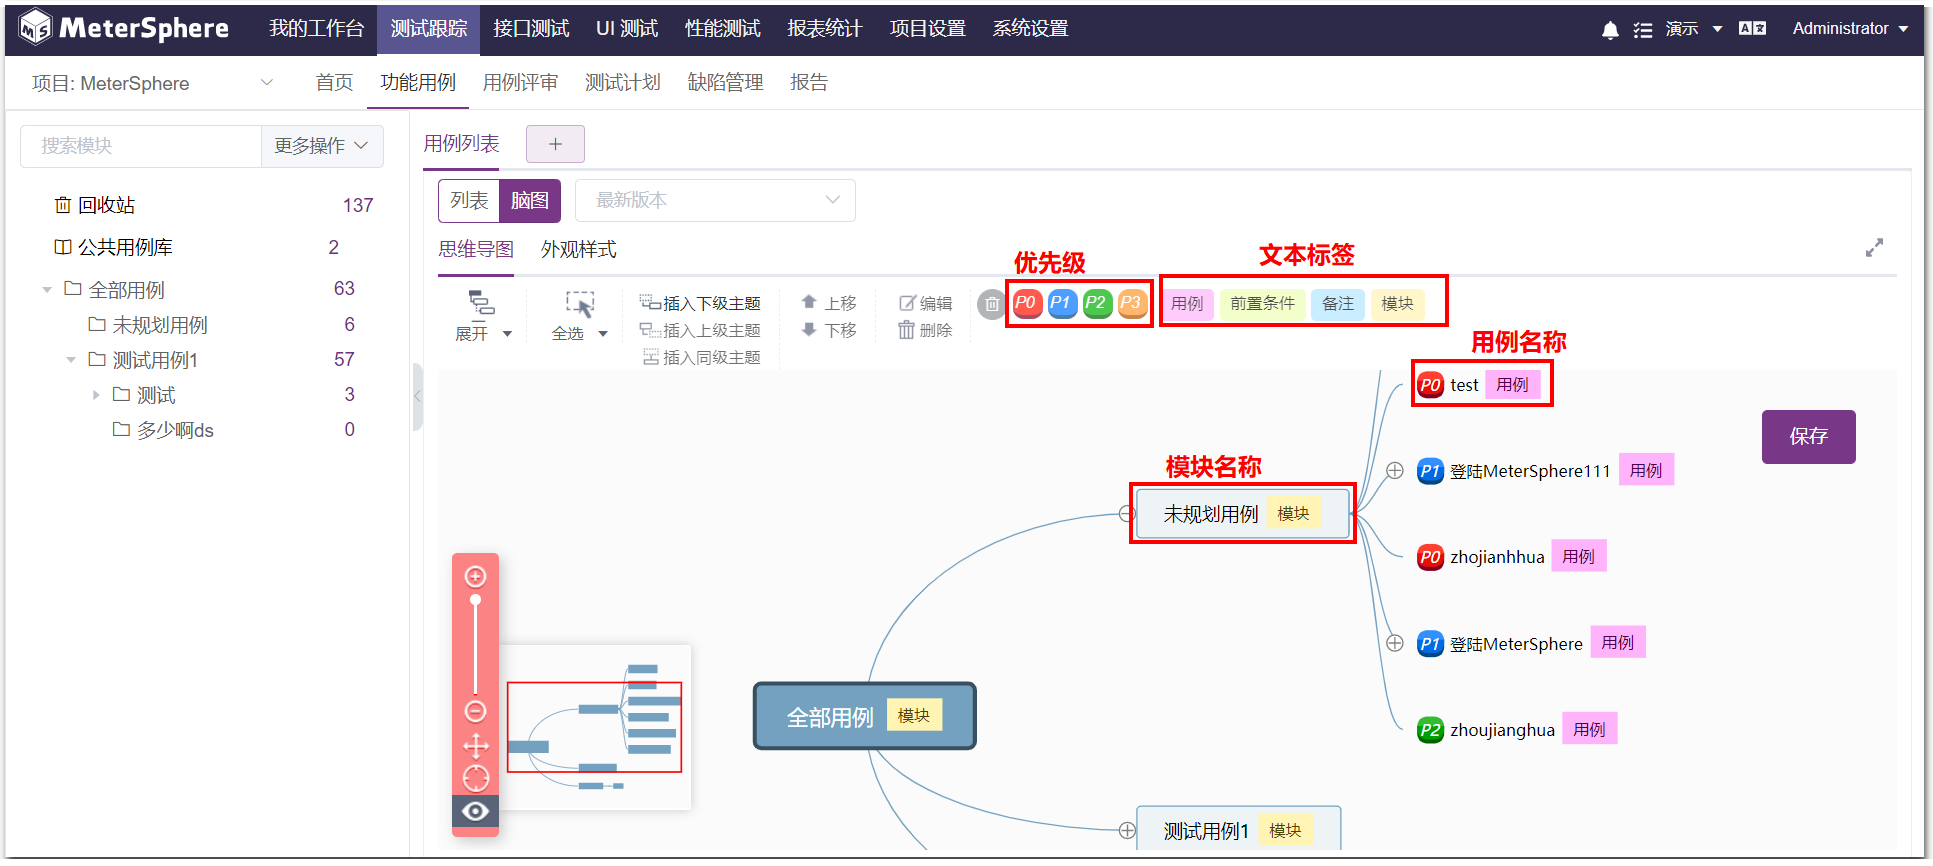 MeterSphere 我的工作台 测试跟踪 接口测试 UI 测试 性能测试 报表统计 项目设置 系统设置 演示 Administrator
项目: MeterSphere 首页 功能用例 用例评审 测试计划 缺陷管理 报告
搜索模块 更多操作
回收站 137
公共用例库 2
全部用例 63
未规划用例 6
测试用例1 57
测试 3
多少啊ds 0
用例列表 +
列表 脑图 最新版本
思维导图 外观样式
优先级 文本标签
展开 全选
插入下级主题
插入上级主题
插入同级主题
上移
下移
编辑
删除
P0 P1 P2 P3
用例 前置条件 备注 模块
用例名称
P0 test 用例
保存
模块名称
P1 登陆MeterSphere111 用例
未规划用例 模块
P0 zhojianhhua 用例
P1 登陆MeterSphere 用例
全部用例 模块
P2 zhoujianghua 用例
测试用例1 模块